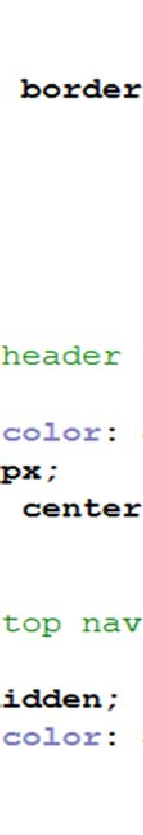 border
header
color:
px;
center
top nav
idden;
color: